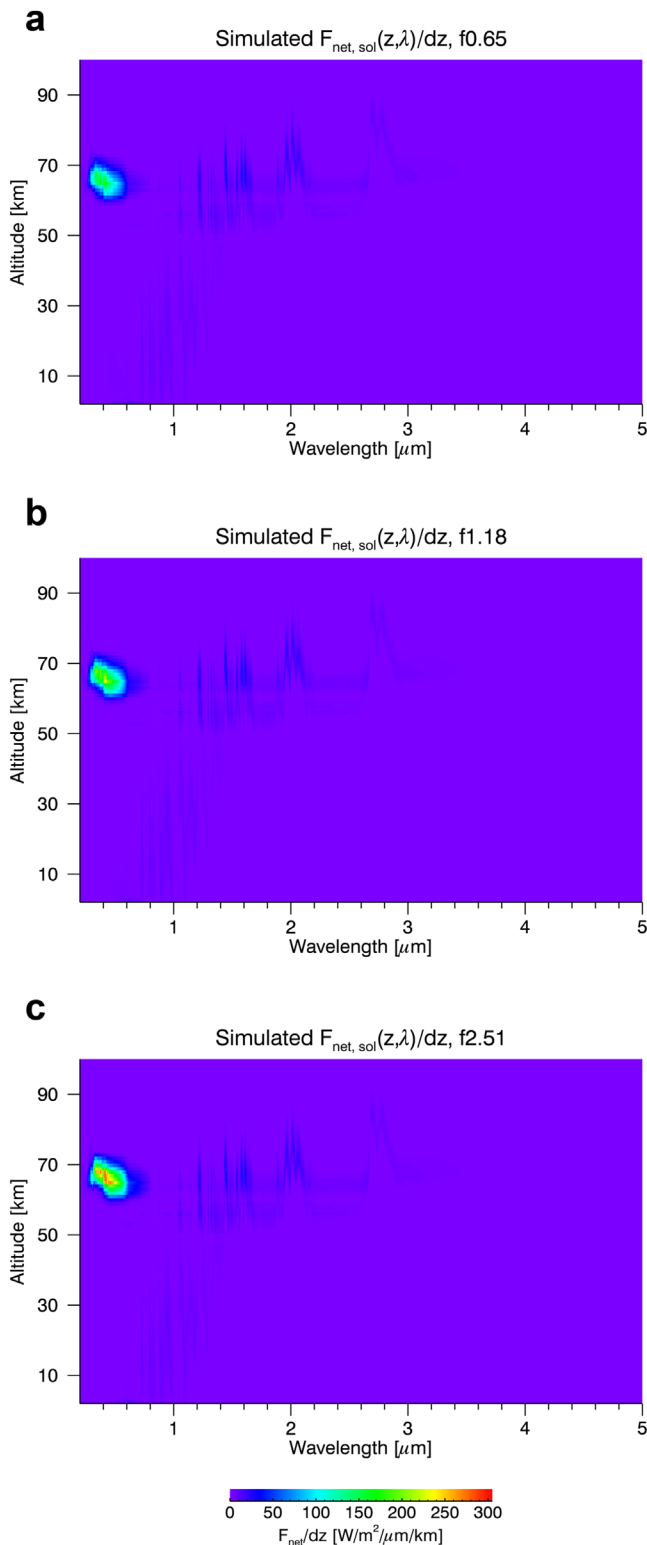 a
Simulated F_net, sol(z,λ)/dz, f0.65
Altitude [km]
90
70
50
30
10
1 2 3 4 5
Wavelength [μm]
b
Simulated F_net, sol(z,λ)/dz, f1.18
Altitude [km]
90
70
50
30
10
1 2 3 4 5
Wavelength [μm]
c
Simulated F_net, sol(z,λ)/dz, f2.51
Altitude [km]
90
70
50
30
10
1 2 3 4 5
Wavelength [μm]
0 50 100 150 200 250 300
F_net/dz [W/m²/μm/km]